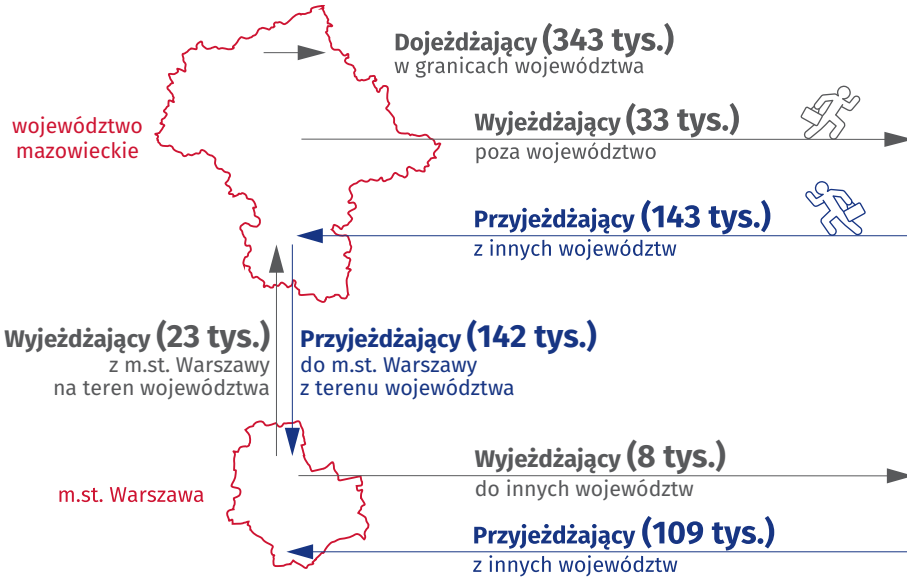 Dojeżdżający (343 tys.)
w granicach województwa
województwo
mazowieckie
Wyjeżdżający (33 tys.)
poza województwo
Przyjeżdżający (143 tys.)
z innych województw
Wyjeżdżający (23 tys.)
z m.st. Warszawy
na teren województwa
Przyjeżdżający (142 tys.)
do m.st. Warszawy
z terenu województwa
m.st. Warszawa
Wyjeżdżający (8 tys.)
do innych województw
Przyjeżdżający (109 tys.)
z innych województw